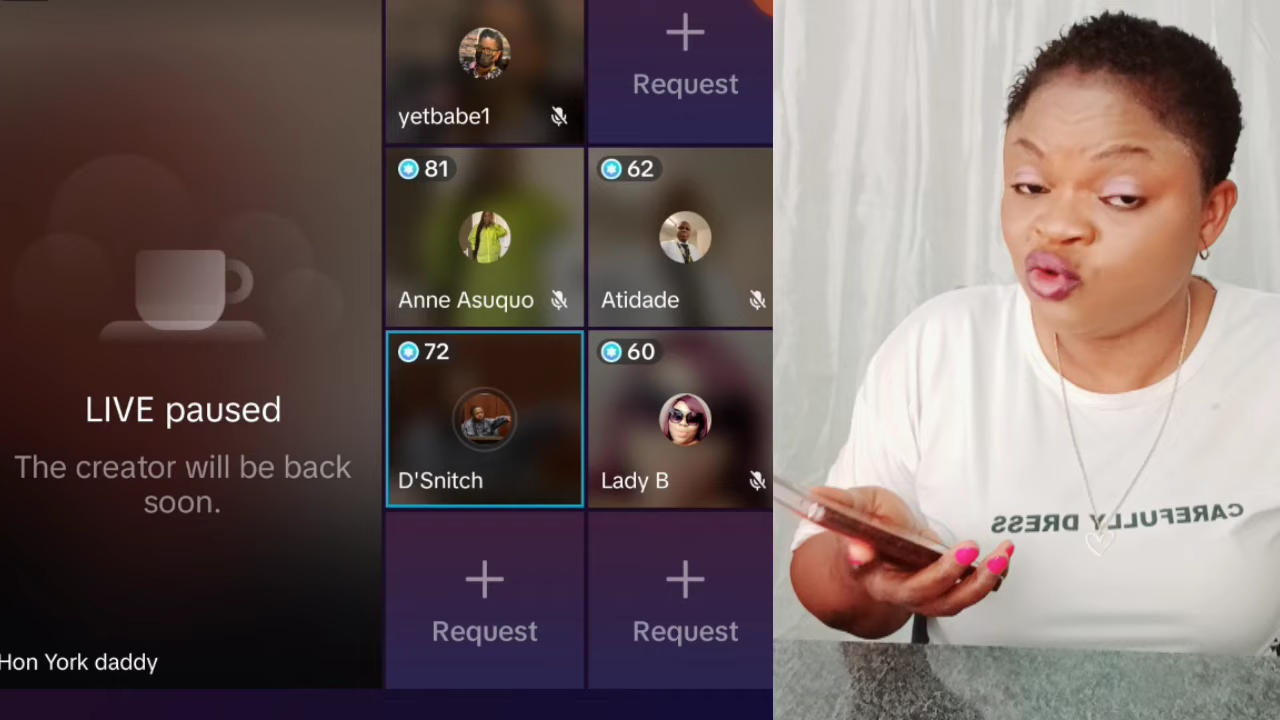 yetbabe1
Request
81
62
Anne Asuquo
Atidade
LIVE paused
The creator will be back
soon.
72
60
D'Snitch
Lady B
Request
Request
Hon York daddy
CAREFULLY DRESS